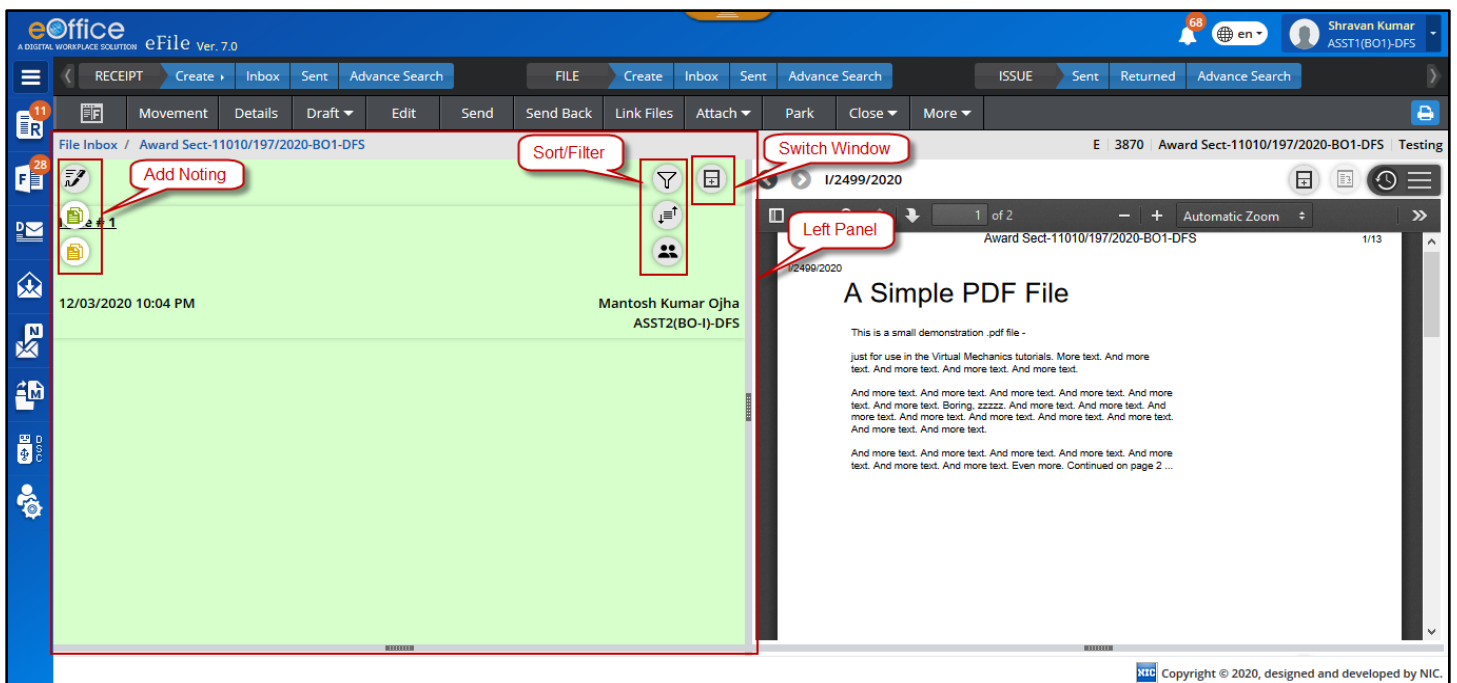 eOffice
A DIGITAL WORKPLACE SOLUTION eFile Ver. 7.0
68
en
Shravan Kumar
ASST1(BO1)-DFS
RECEIPT Create Inbox Sent Advance Search FILE Create Inbox Sent Advance Search ISSUE Sent Returned Advance Search
Movement Details Draft Edit Send Send Back Link Files Attach Park Close More
11
R
28
F
D
N
M
DSC
File Inbox / Award Sect-11010/197/2020-BO1-DFS
E 3870 Award Sect-11010/197/2020-BO1-DFS Testing
Sort/Filter
Switch Window
Add Noting
I/2499/2020
# 1
Left Panel
1 of 2
Automatic Zoom
12/03/2020 10:04 PM
Mantosh Kumar Ojha
ASST2(BO-I)-DFS
Award Sect-11010/197/2020-BO1-DFS 1/13
I/2499/2020
A Simple PDF File
This is a small demonstration .pdf file -
just for use in the Virtual Mechanics tutorials. More text. And more
text. And more text. And more text. And more text.
And more text. And more text. And more text. And more text. And more
text. And more text. Boring, zzzzz. And more text. And more text. And
more text. And more text. And more text. And more text. And more text.
And more text. And more text.
And more text. And more text. And more text. And more text. And more
text. And more text. And more text. Even more. Continued on page 2 ...
NIC Copyright © 2020, designed and developed by NIC.